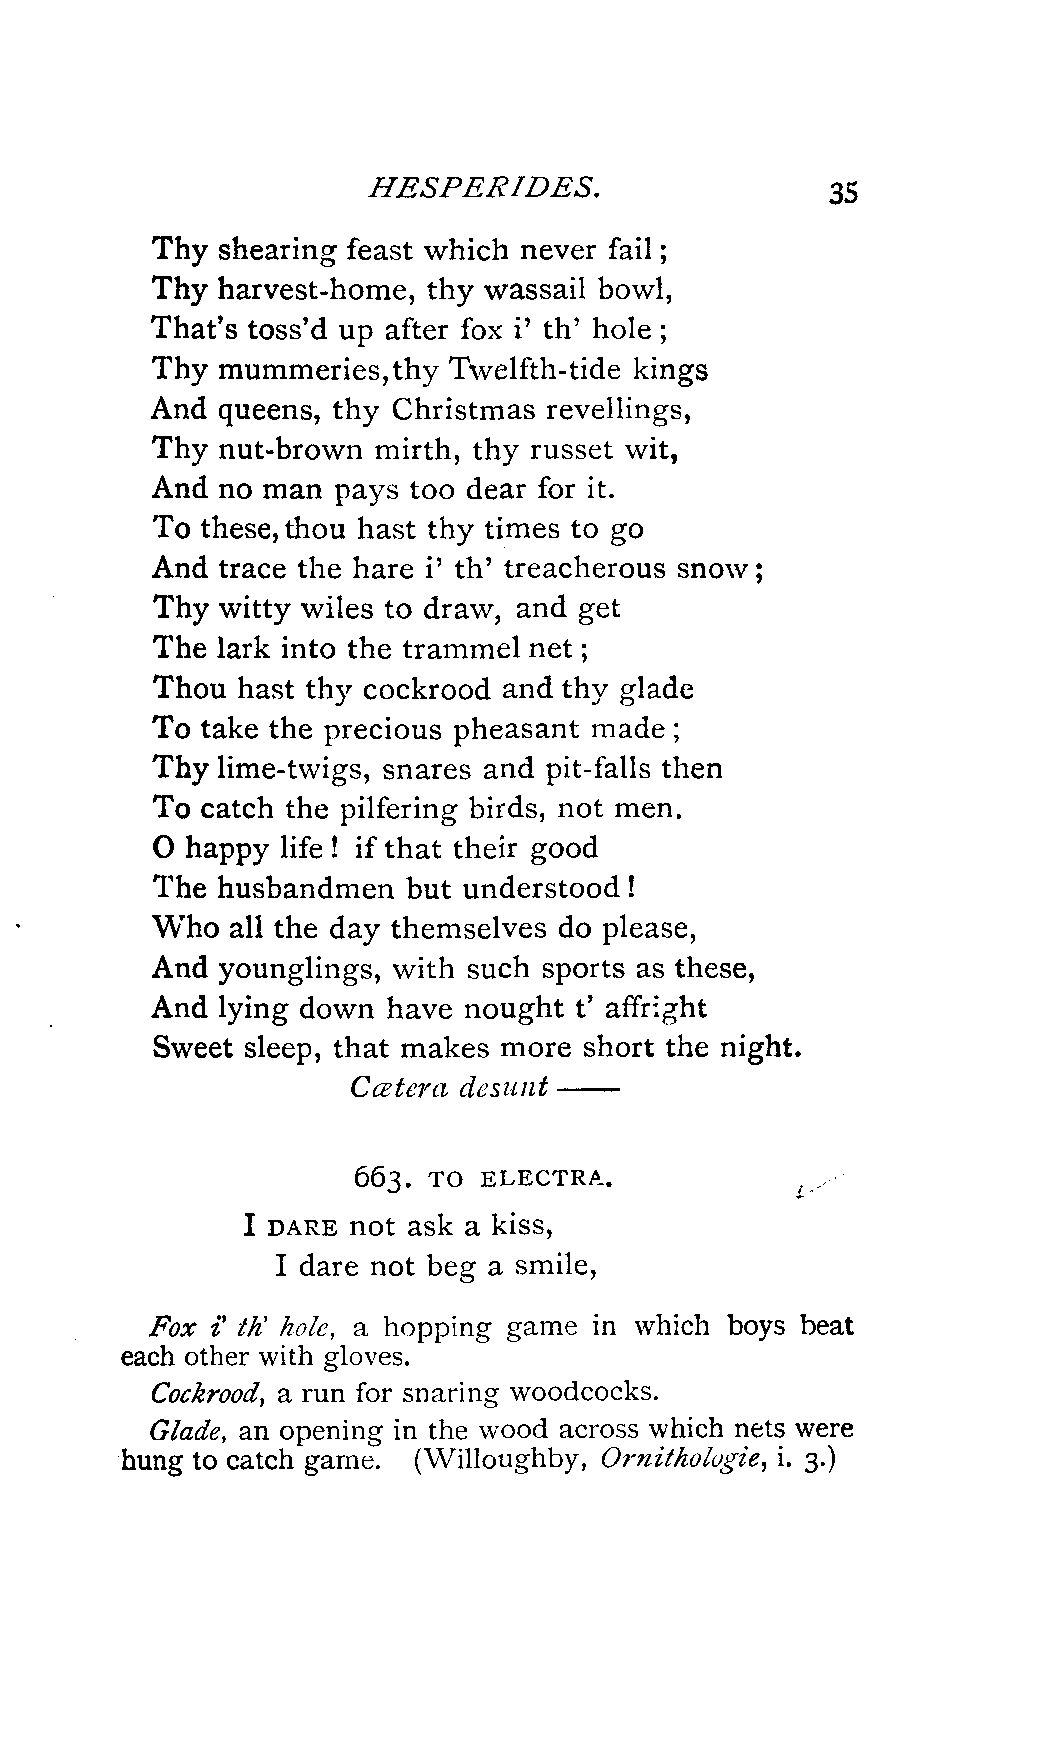 HESPERIDES. 35
Thy shearing feast which never fail ;
Thy harvest-home, thy wassail bowl,
That's toss'd up after fox i' th' hole ;
Thy mummeries, thy Twelfth-tide kings
And queens, thy Christmas revellings,
Thy nut-brown mirth, thy russet wit,
And no man pays too dear for it.
To these, thou hast thy times to go
And trace the hare i' th' treacherous snow ;
Thy witty wiles to draw, and get
The lark into the trammel net ;
Thou hast thy cockrood and thy glade
To take the precious pheasant made ;
Thy lime-twigs, snares and pit-falls then
To catch the pilfering birds, not men.
O happy life ! if that their good
The husbandmen but understood !
Who all the day themselves do please,
And younglings, with such sports as these,
And lying down have nought t' affright
Sweet sleep, that makes more short the night.
Cætera desunt ——
663. TO ELECTRA.
I DARE not ask a kiss,
I dare not beg a smile,
Fox i' th' hole, a hopping game in which boys beat
each other with gloves.
Cockrood, a run for snaring woodcocks.
Glade, an opening in the wood across which nets were
hung to catch game. (Willoughby, Ornithologie, i. 3.)